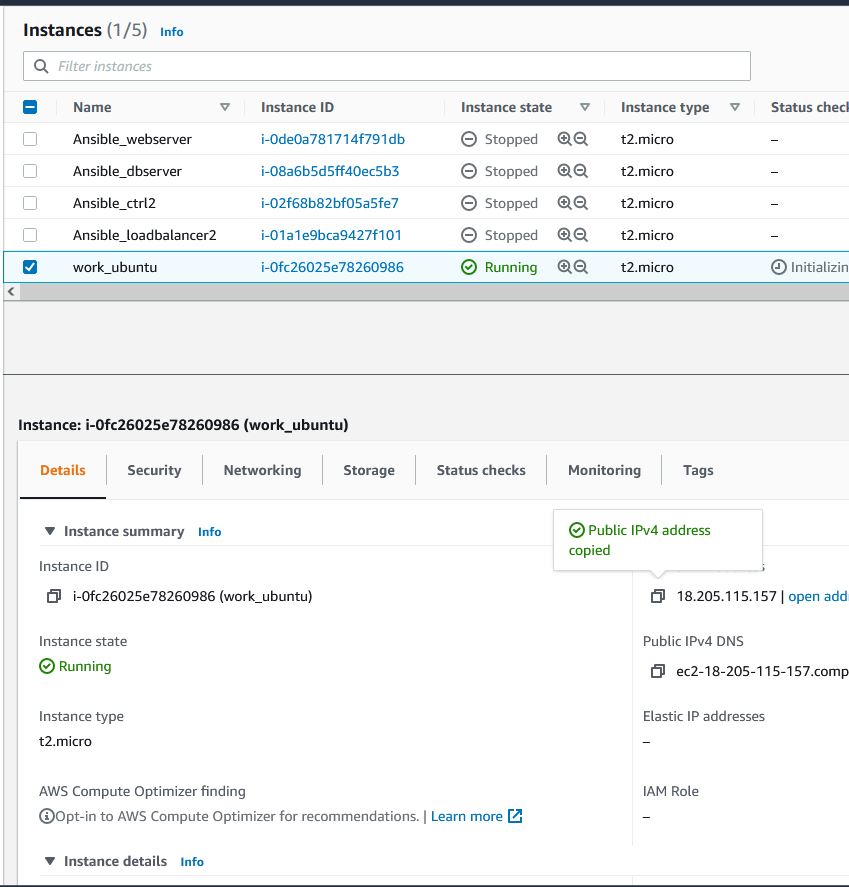 Instances (1/5) Info
Filter instances
Name Instance ID Instance state Instance type Status
Ansible_webserver i-0de0a781714f791db Stopped t2.micro –
Ansible_dbserver i-08a6b5d5ff40ec5b3 Stopped t2.micro –
Ansible_ctrl2 i-02f68b82bf05a5fe7 Stopped t2.micro –
Ansible_loadbalancer2 i-01a1e9bca9427f101 Stopped t2.micro –
work_ubuntu i-0fc26025e78260986 Running t2.micro
Instance: i-0fc26025e78260986 (work_ubuntu)
Details Security Networking Storage Status checks Monitoring Tags
Public IPv4 address
copied
Instance summary Info
Instance ID
i-0fc26025e78260986 (work_ubuntu) 18.205.115.157 | open
Instance state Public IPv4 DNS
Running ec2-18-205-115-157.comp
Instance type Elastic IP addresses
t2.micro –
AWS Compute Optimizer finding IAM Role
Opt-in to AWS Compute Optimizer for recommendations. | Learn more –
Instance details Info